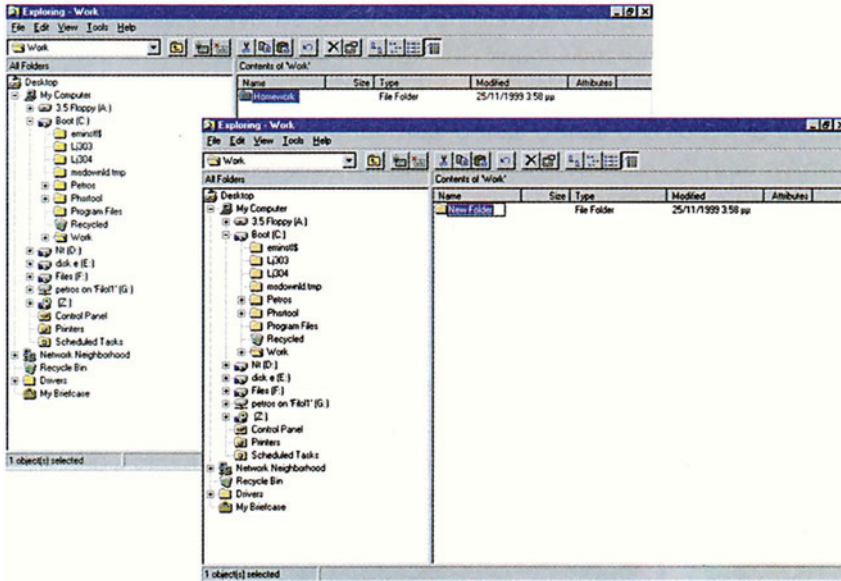 Exploring - Work
File Edit View Tools Help
Work
All Folders
Contents of 'Work'
Desktop
My Computer
3.5 Floppy (A:)
Boot (C:)
eminstl$
Lj303
Lj304
msdownld.tmp
Petros
Phartool
Program Files
Recycled
Work
Nt (D:)
disk e (E:)
Files (F:)
petros on 'Filol1' (G:)
(Z:)
Control Panel
Printers
Scheduled Tasks
Network Neighborhood
Recycle Bin
Drivers
My Briefcase
Name Size Type Modified Attributes
Homework File Folder 25/11/1999 3:58 μμ
1 object(s) selected
Exploring - Work
File Edit View Tools Help
Work
All Folders
Contents of 'Work'
Desktop
My Computer
3.5 Floppy (A:)
Boot (C:)
eminstl$
Lj303
Lj304
msdownld.tmp
Petros
Phartool
Program Files
Recycled
Work
Nt (D:)
disk e (E:)
Files (F:)
petros on 'Filol1' (G:)
(Z:)
Control Panel
Printers
Scheduled Tasks
Network Neighborhood
Recycle Bin
Drivers
My Briefcase
Name Size Type Modified Attributes
New Folder File Folder 25/11/1999 3:58 μμ
1 object(s) selected